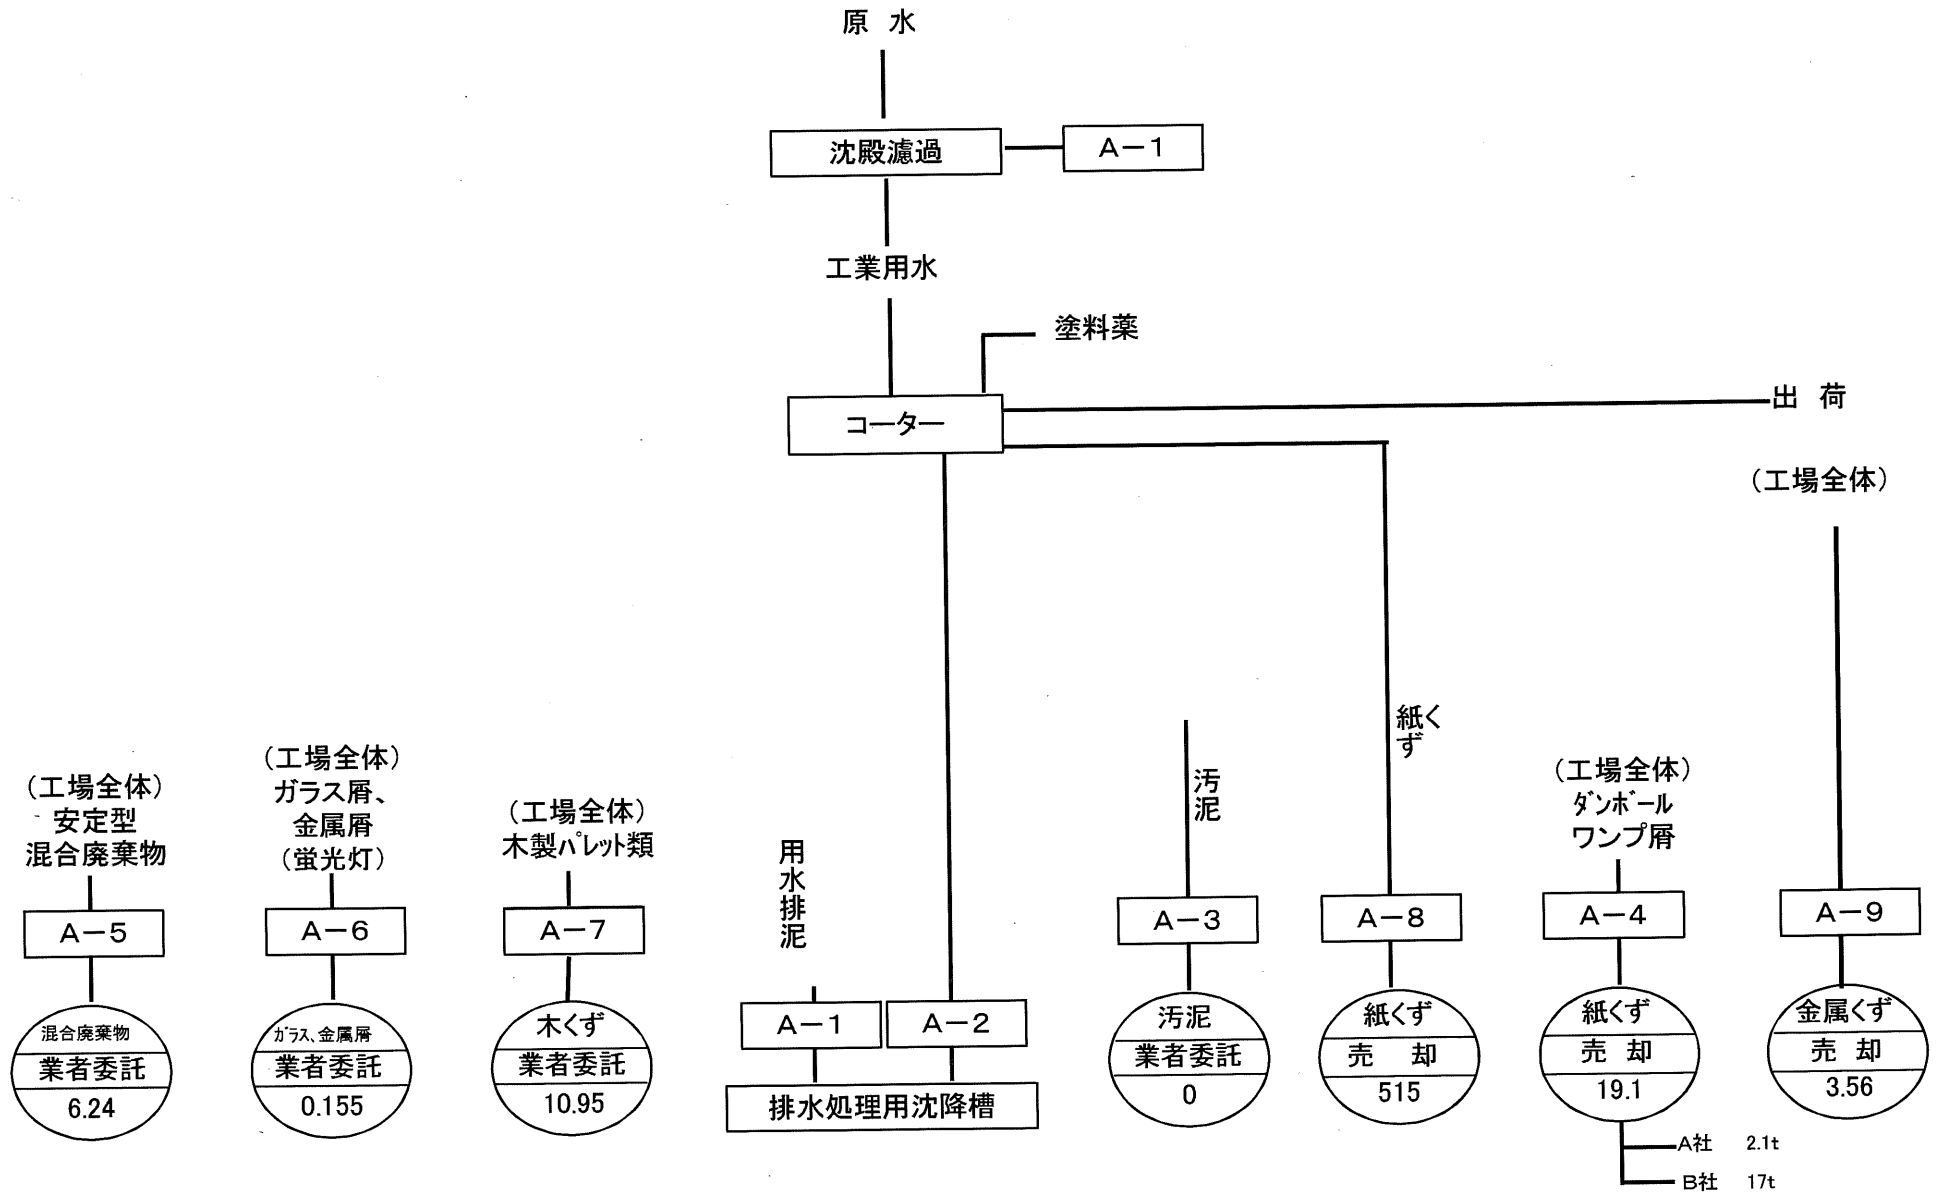 原 水
沈殿濾過
A-1
工業用水
塗料薬
コーター
出 荷
(工場全体)
紙く
ず
汚泥
(工場全体)
安定型
混合廃棄物
A-5
混合廃棄物
業者委託
6.24
(工場全体)
ガラス屑、
金属屑
(蛍光灯)
A-6
ガラス、金属屑
業者委託
0.155
(工場全体)
木製パレット類
A-7
木くず
業者委託
10.95
用水排泥
A-1
A-2
排水処理用沈降槽
A-3
汚泥
業者委託
0
A-8
紙くず
売 却
515
(工場全体)
ダンボール
ワンプ屑
A-4
紙くず
売 却
19.1
A社 2.1t
B社 17t
A-9
金属くず
売 却
3.56